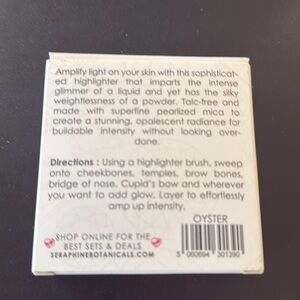 Amplify light on your skin with this sophisticat-
ed highlighter that imparts the intense
glimmer of a liquid and yet has the silky
weightlessness of a powder. Talc-free and
made with superfine pearlized mica to
create a stunning, opalescent radiance for
buildable intensity without looking over-
done.
Directions : Using a highlighter brush, sweep
onto cheekbones, temples, brow bones,
bridge of nose. Cupid's bow and wherever
you want to add glow. Layer to effortlessly
amp up intensity.
OYSTER
SHOP ONLINE FOR THE
BEST SETS & DEALS
SERAPHINEBOTANICALS.COM
5 060694 301390